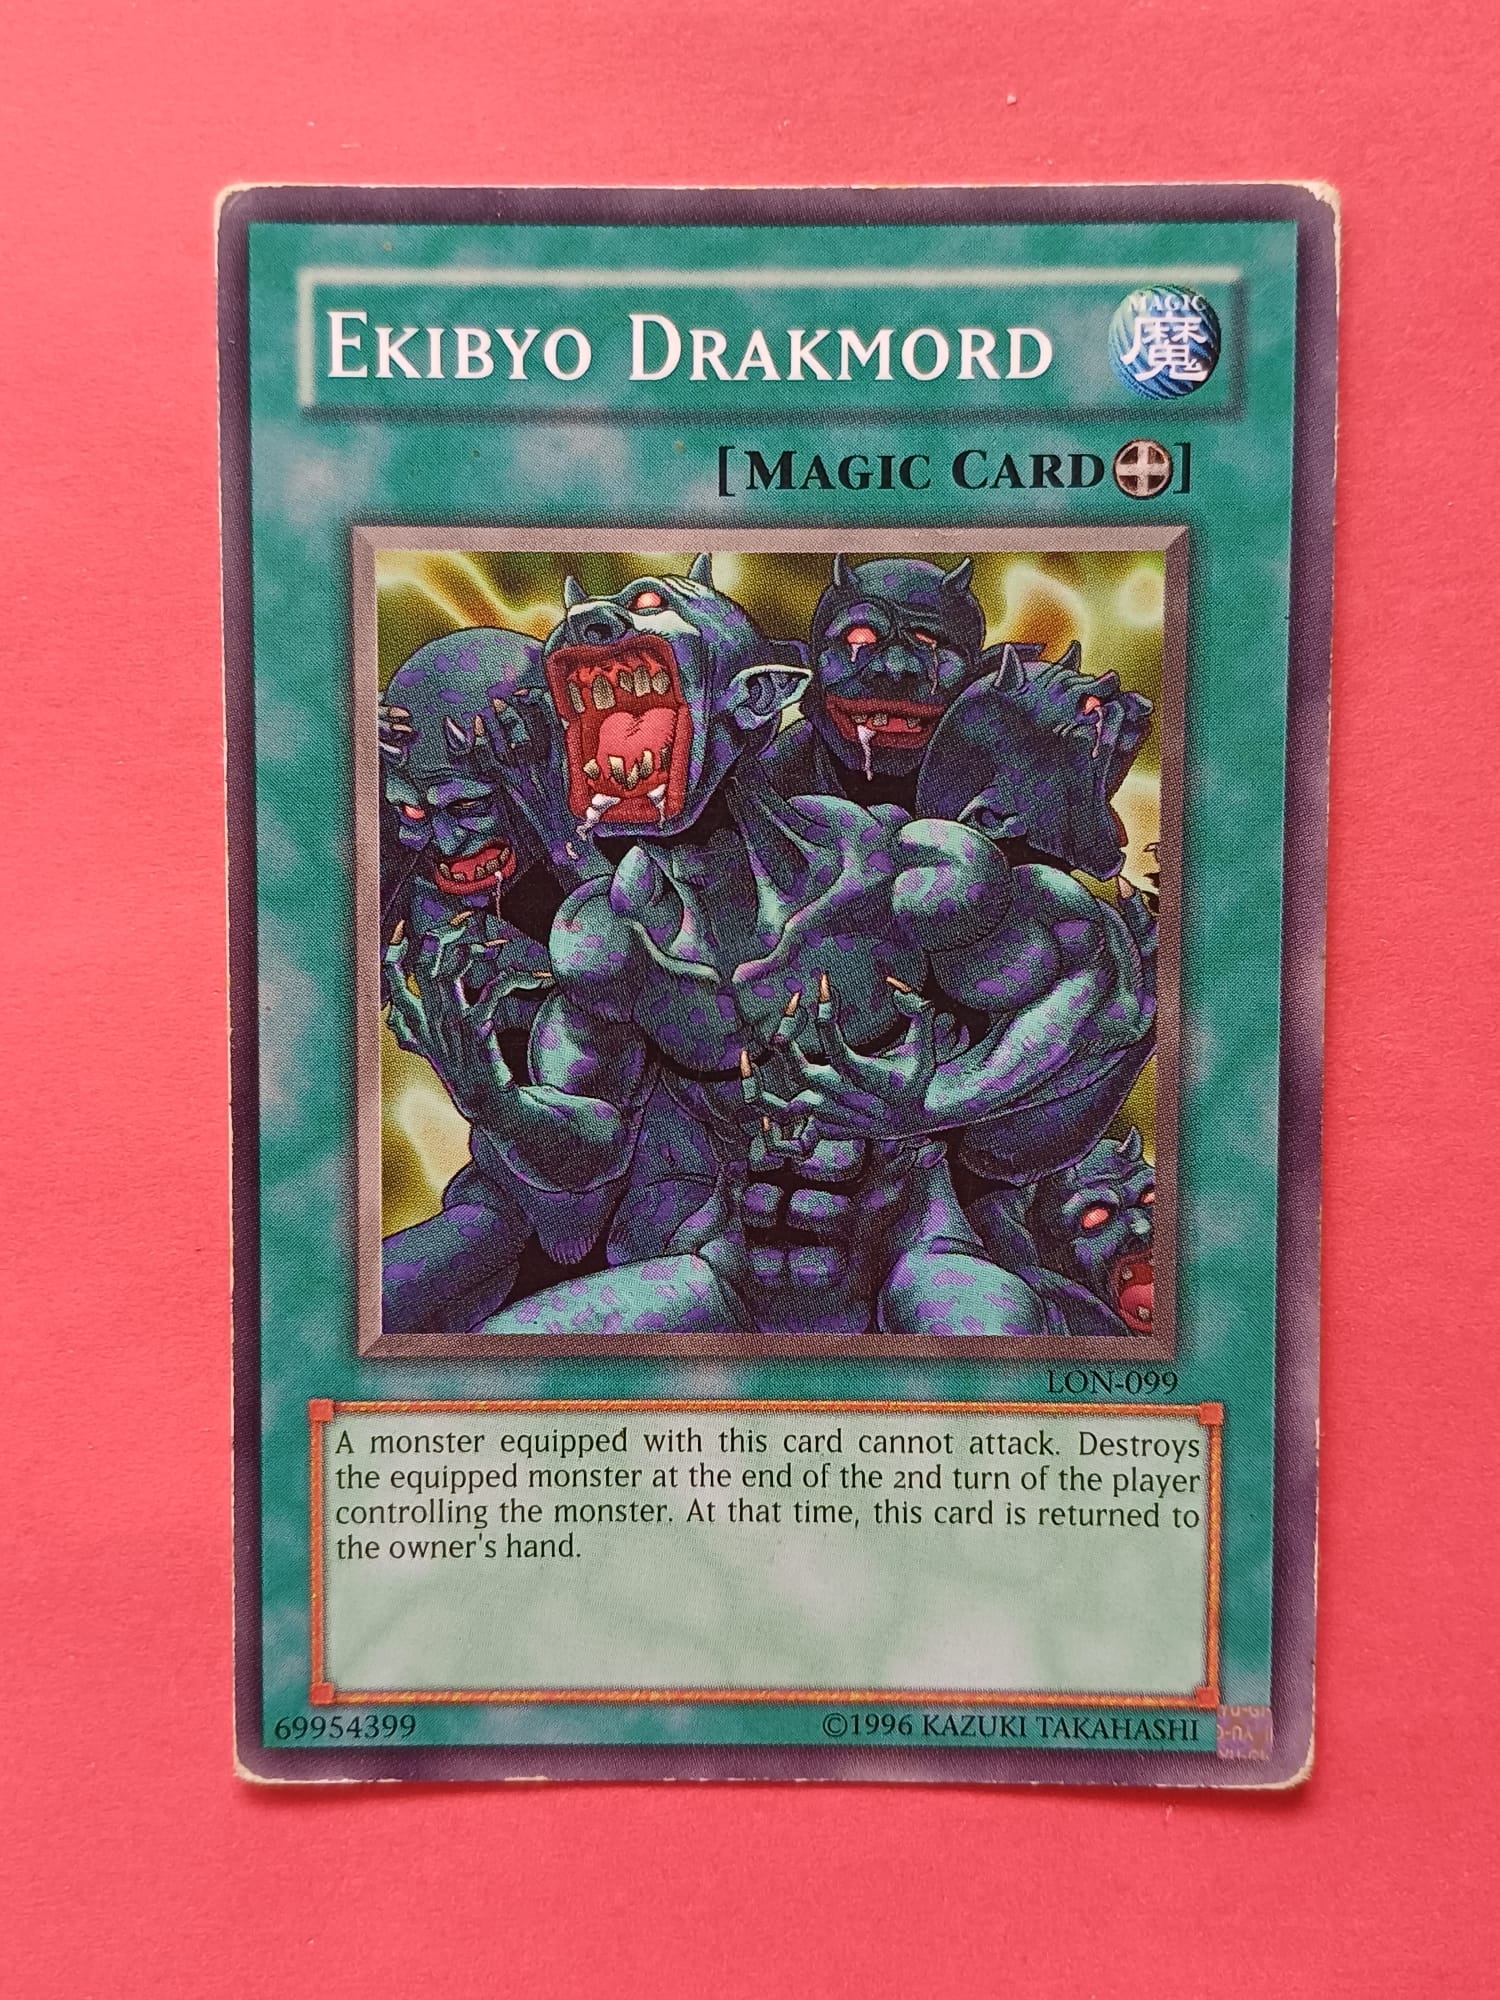 EKIBYO DRAKMORD
MAGIC
魔
[MAGIC CARD]
LON-099
A monster equipped with this card cannot attack. Destroys
the equipped monster at the end of the 2nd turn of the player
controlling the monster. At that time, this card is returned to
the owner's hand.
69954399
©1996 KAZUKI TAKAHASHI